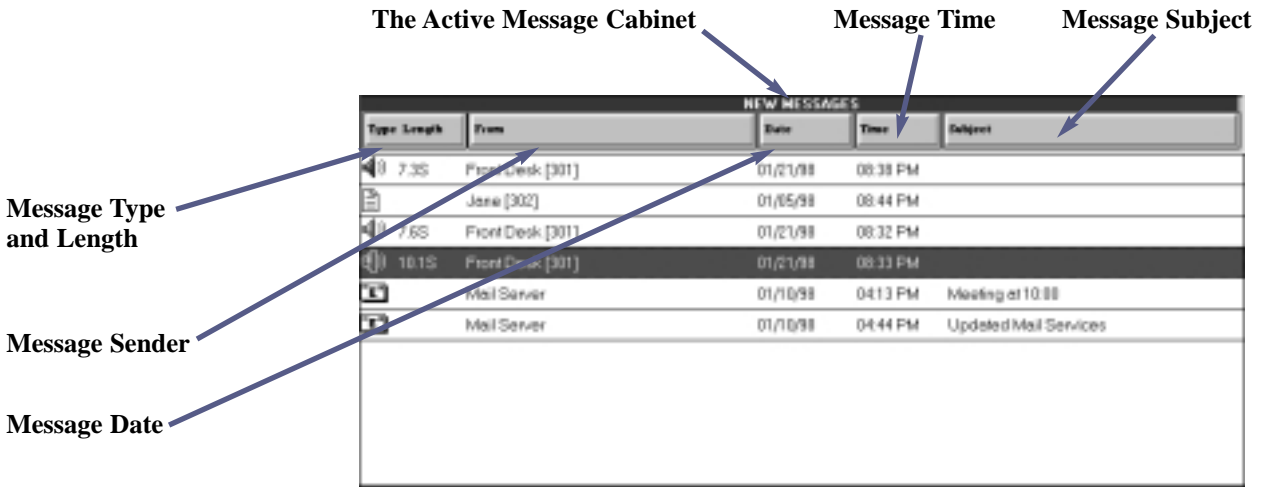 The Active Message Cabinet Message Time Message Subject
NEW MESSAGES
Type Length From Date Time Subject
7.3S Front Desk [301] 01/21/98 08:38 PM
Jane [302] 01/05/98 08:44 PM
Message Type
and Length
7.6S Front Desk [301] 01/21/98 08:32 PM
10.1S Front Desk [301] 01/21/98 08:33 PM
Mail Server 01/10/98 04:13 PM Meeting at 10:00
Mail Server 01/10/98 04:44 PM Updated Mail Services
Message Sender
Message Date